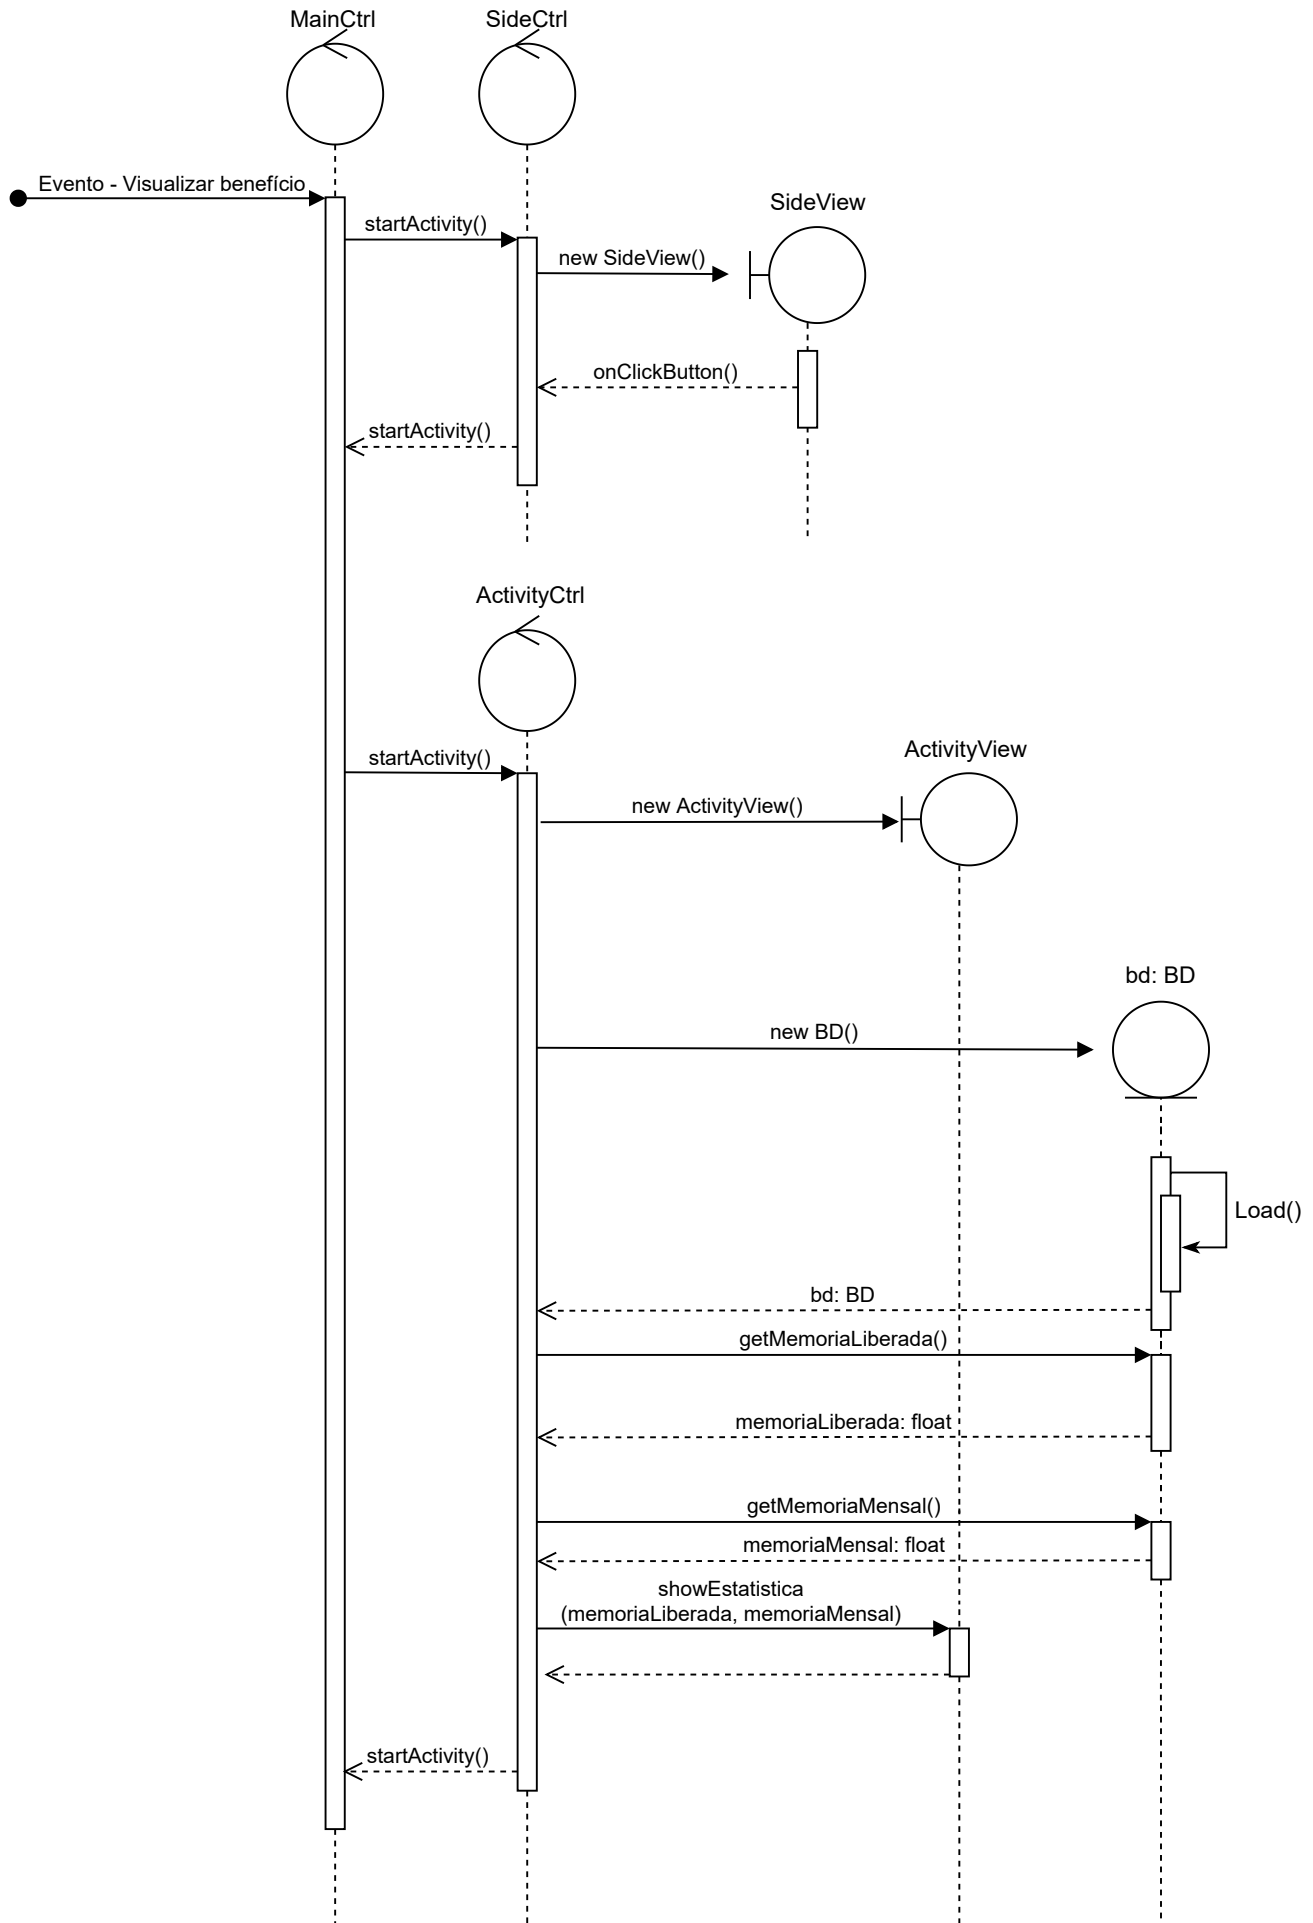 MainCtrl
SideCtrl
Evento - Visualizar benefício
SideView
startActivity()
new SideView()
onClickButton()
startActivity()
ActivityCtrl
ActivityView
startActivity()
new ActivityView()
bd: BD
new BD()
Load()
bd: BD
getMemoriaLiberada()
memoriaLiberada: float
getMemoriaMensal()
memoriaMensal: float
showEstatistica
(memoriaLiberada, memoriaMensal)
startActivity()